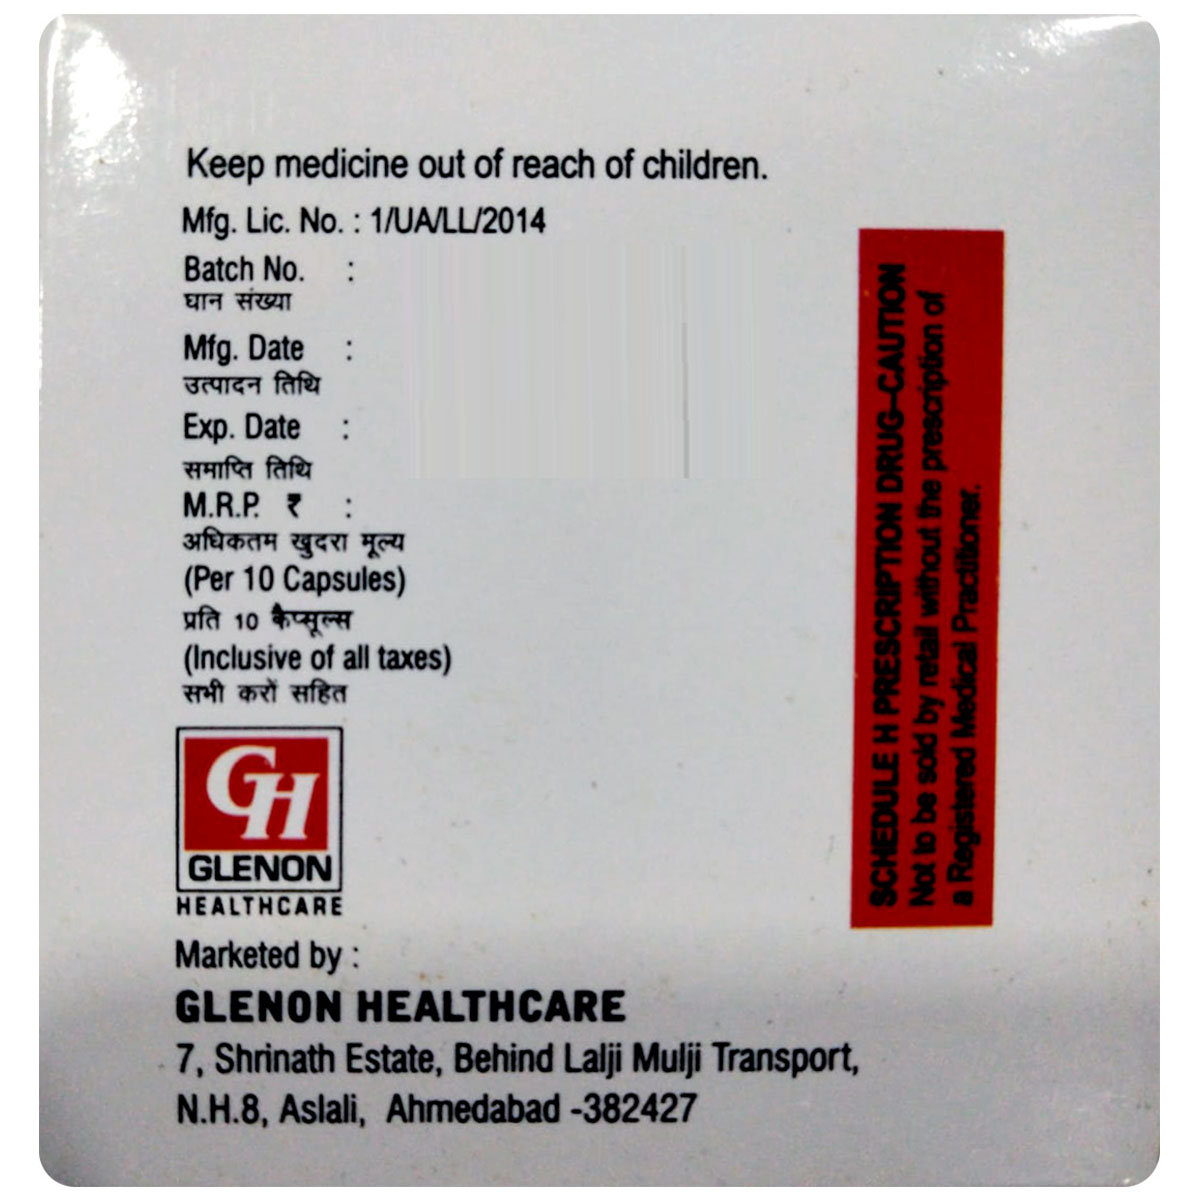 Keep medicine out of reach of children.
Mfg. Lic. No. : 1/UA/LL/2014
Batch No. :
घान संख्या
Mfg. Date :
उत्पादन तिथि
Exp. Date :
समाप्ति तिथि
M.R.P. ₹ :
अधिकतम खुदरा मूल्य
(Per 10 Capsules)
प्रति 10 कैप्सूल्स
(Inclusive of all taxes)
सभी करों सहित
GH
GLENON
HEALTHCARE
Marketed by :
GLENON HEALTHCARE
7, Shrinath Estate, Behind Lalji Mulji Transport,
N.H.8, Aslali, Ahmedabad -382427
SCHEDULE H PRESCRIPTION DRUG–CAUTION
Not to be sold by retail without the prescription of
a Registered Medical Practitioner.